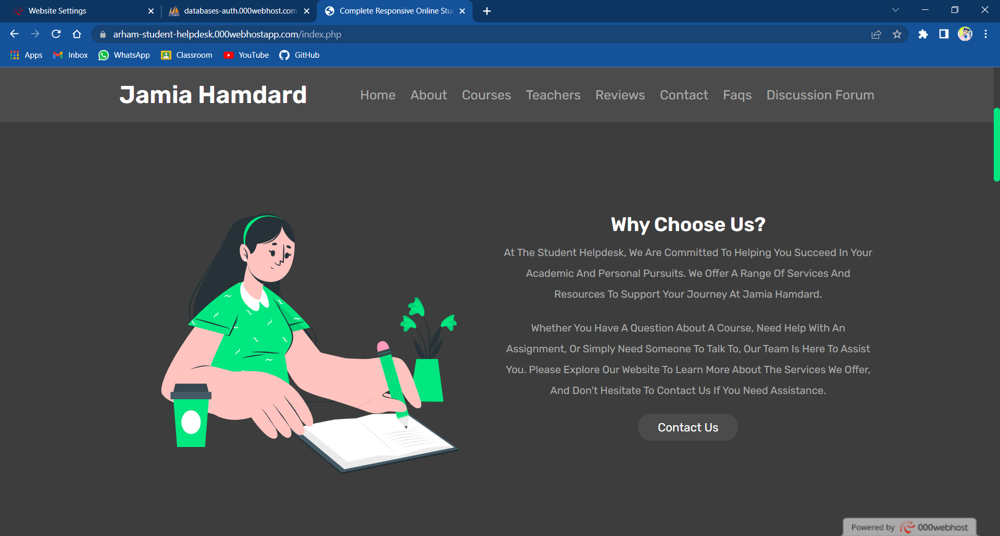 Website Settings
databases-auth.000webhost.com
Complete Responsive Online Stu
arham-student-helpdesk.000webhostapp.com/index.php
Apps Inbox WhatsApp Classroom YouTube GitHub
Jamia Hamdard
Home About Courses Teachers Reviews Contact Faqs Discussion Forum
Why Choose Us?
At The Student Helpdesk, We Are Committed To Helping You Succeed In Your
Academic And Personal Pursuits. We Offer A Range Of Services And
Resources To Support Your Journey At Jamia Hamdard.
Whether You Have A Question About A Course, Need Help With An
Assignment, Or Simply Need Someone To Talk To, Our Team Is Here To Assist
You. Please Explore Our Website To Learn More About The Services We Offer,
And Don't Hesitate To Contact Us If You Need Assistance.
Contact Us
Powered by 000webhost